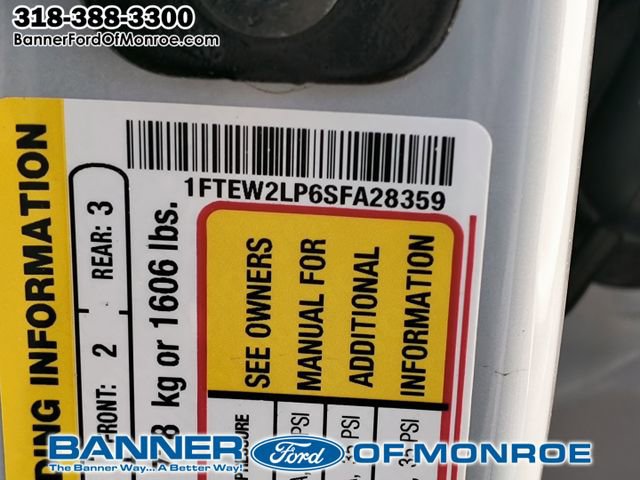 318-388-3300
BannerFordOfMonroe.com
1FTEW2LP6SFA28359
INFORMATION
FRONT: 2 REAR: 3
kg or 1606 lbs.
SEE OWNERS
MANUAL FOR
ADDITIONAL
INFORMATION
PSI
PSI
35 PSI
BANNER Ford OF MONROE
The Banner Way... A Better Way!